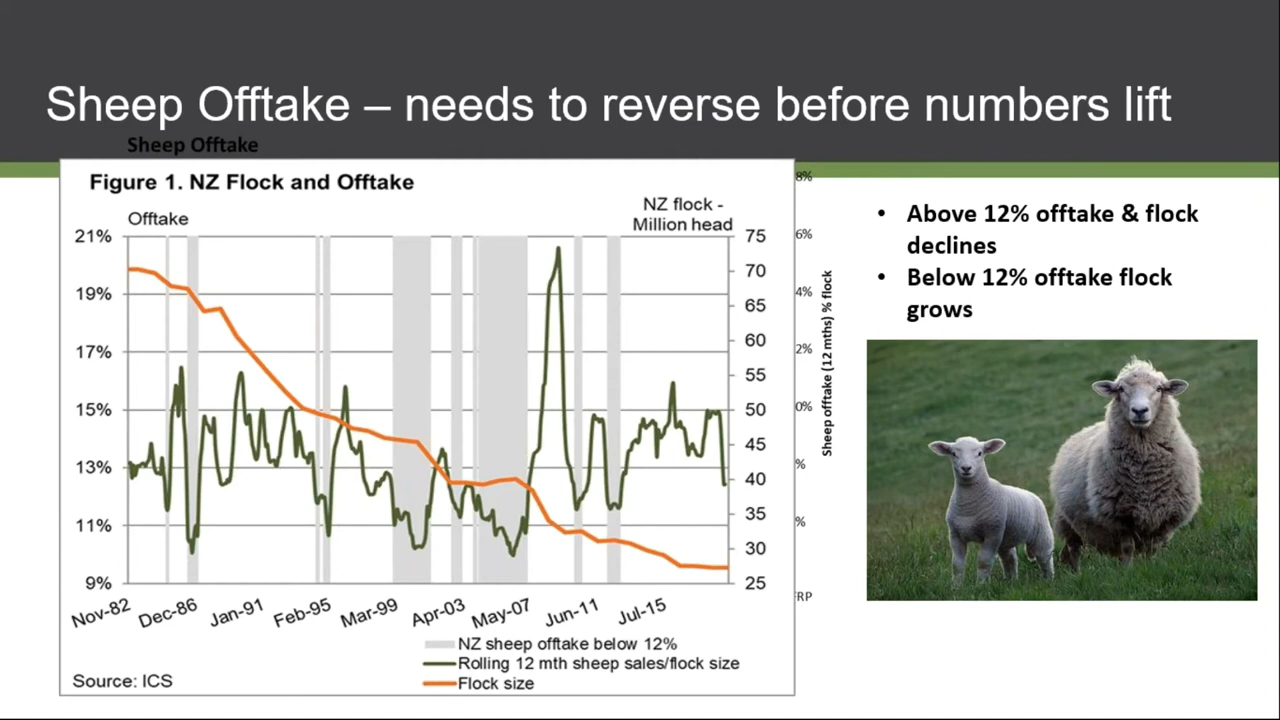 Sheep Offtake – needs to reverse before numbers lift
Sheep Offtake
Figure 1. NZ Flock and Offtake
Offtake
NZ flock -
Million head
21%
19%
17%
15%
13%
11%
9%
75
70
65
60
55
50
45
40
35
30
25
Nov-82
Dec-86
Jan-91
Feb-95
Mar-99
Apr-03
May-07
Jun-11
Jul-15
NZ sheep offtake below 12%
Rolling 12 mth sheep sales/flock size
Flock size
Source: ICS
8%
6%
4%
2%
0%
%
%
RP
Sheep offtake (12 mths) % flock
• Above 12% offtake & flock
declines
• Below 12% offtake flock
grows